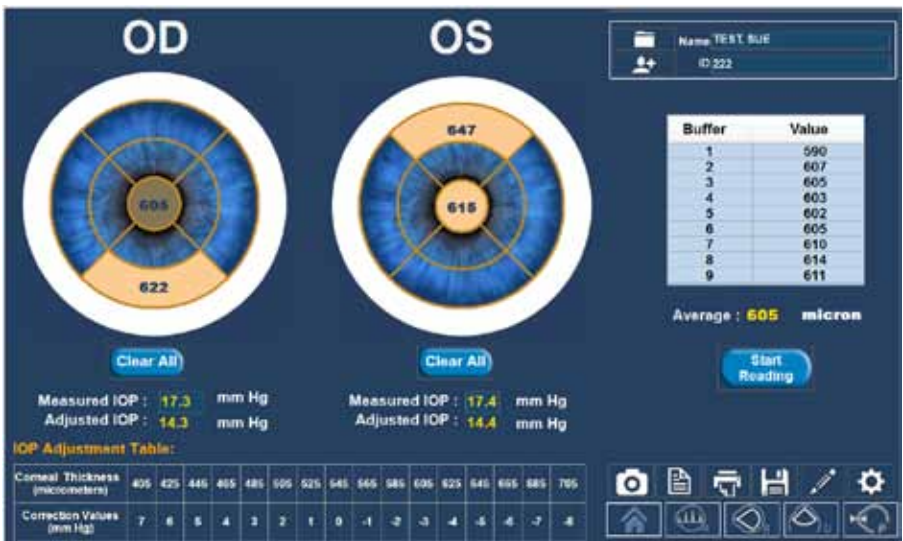 OD
OS
Name TEST, SUE
ID 222
605
622
647
615
Buffer Value
1 590
2 607
3 605
4 603
5 602
6 605
7 610
8 614
9 611
Average : 605 micron
Clear All
Clear All
Start
Reading
Measured IOP : 17.3 mm Hg
Adjusted IOP : 14.3 mm Hg
Measured IOP : 17.4 mm Hg
Adjusted IOP : 14.4 mm Hg
IOP Adjustment Table:
Corneal Thickness
(micometers)
405 425 445 465 485 505 525 545 565 585 605 625 645 665 685 705
Correction Values
(mm Hg)
7 6 5 4 3 2 1 0 -1 -2 -3 -4 -5 -6 -7 -8